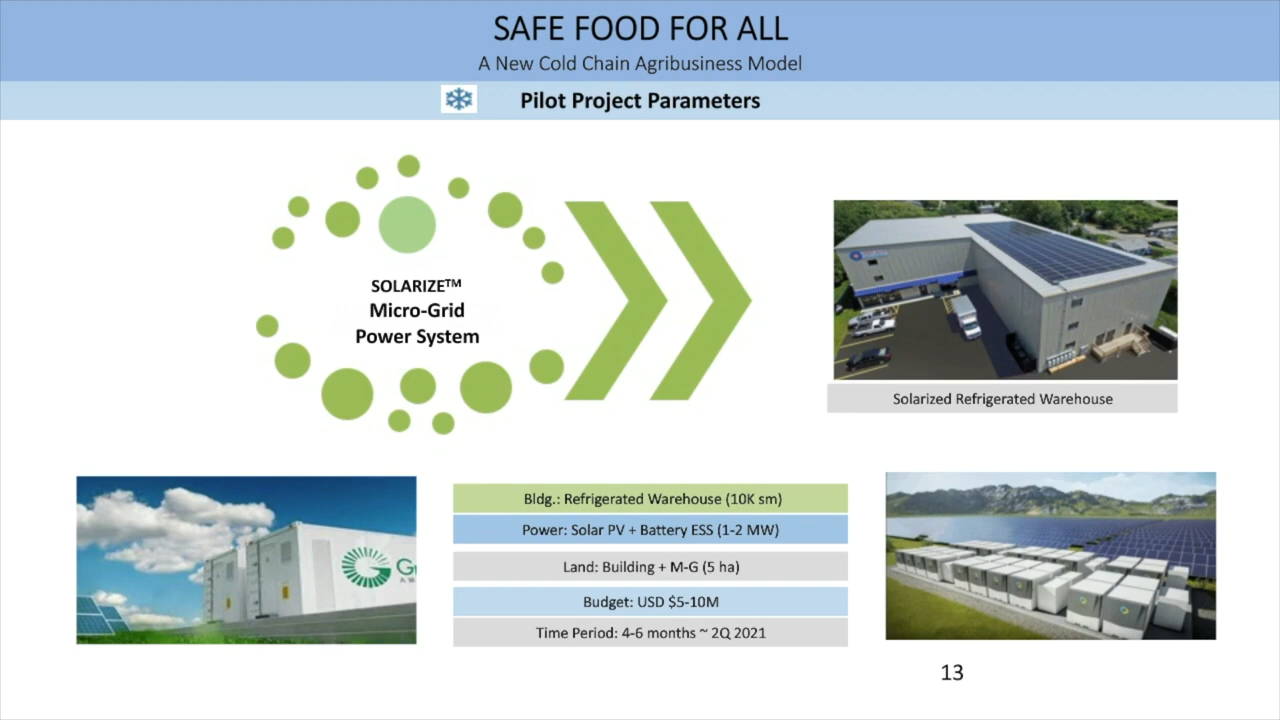 SAFE FOOD FOR ALL
A New Cold Chain Agribusiness Model
Pilot Project Parameters
SOLARIZE™
Micro-Grid
Power System
Solarized Refrigerated Warehouse
Bldg.: Refrigerated Warehouse (10K sm)
Power: Solar PV + Battery ESS (1-2 MW)
Land: Building + M-G (5 ha)
Budget: USD $5-10M
Time Period: 4-6 months ~ 2Q 2021
13